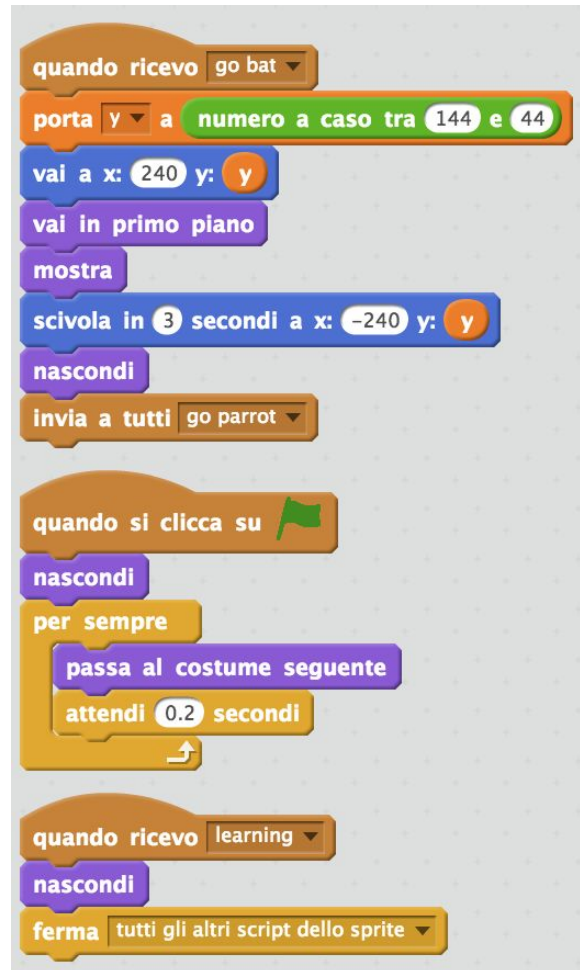 quando ricevo go bat
porta y a numero a caso tra 144 e 44
vai a x: 240 y: y
vai in primo piano
mostra
scivola in 3 secondi a x: -240 y: y
nascondi
invia a tutti go parrot
quando si clicca su
nascondi
per sempre
passa al costume seguente
attendi 0.2 secondi
quando ricevo learning
nascondi
ferma tutti gli altri script dello sprite